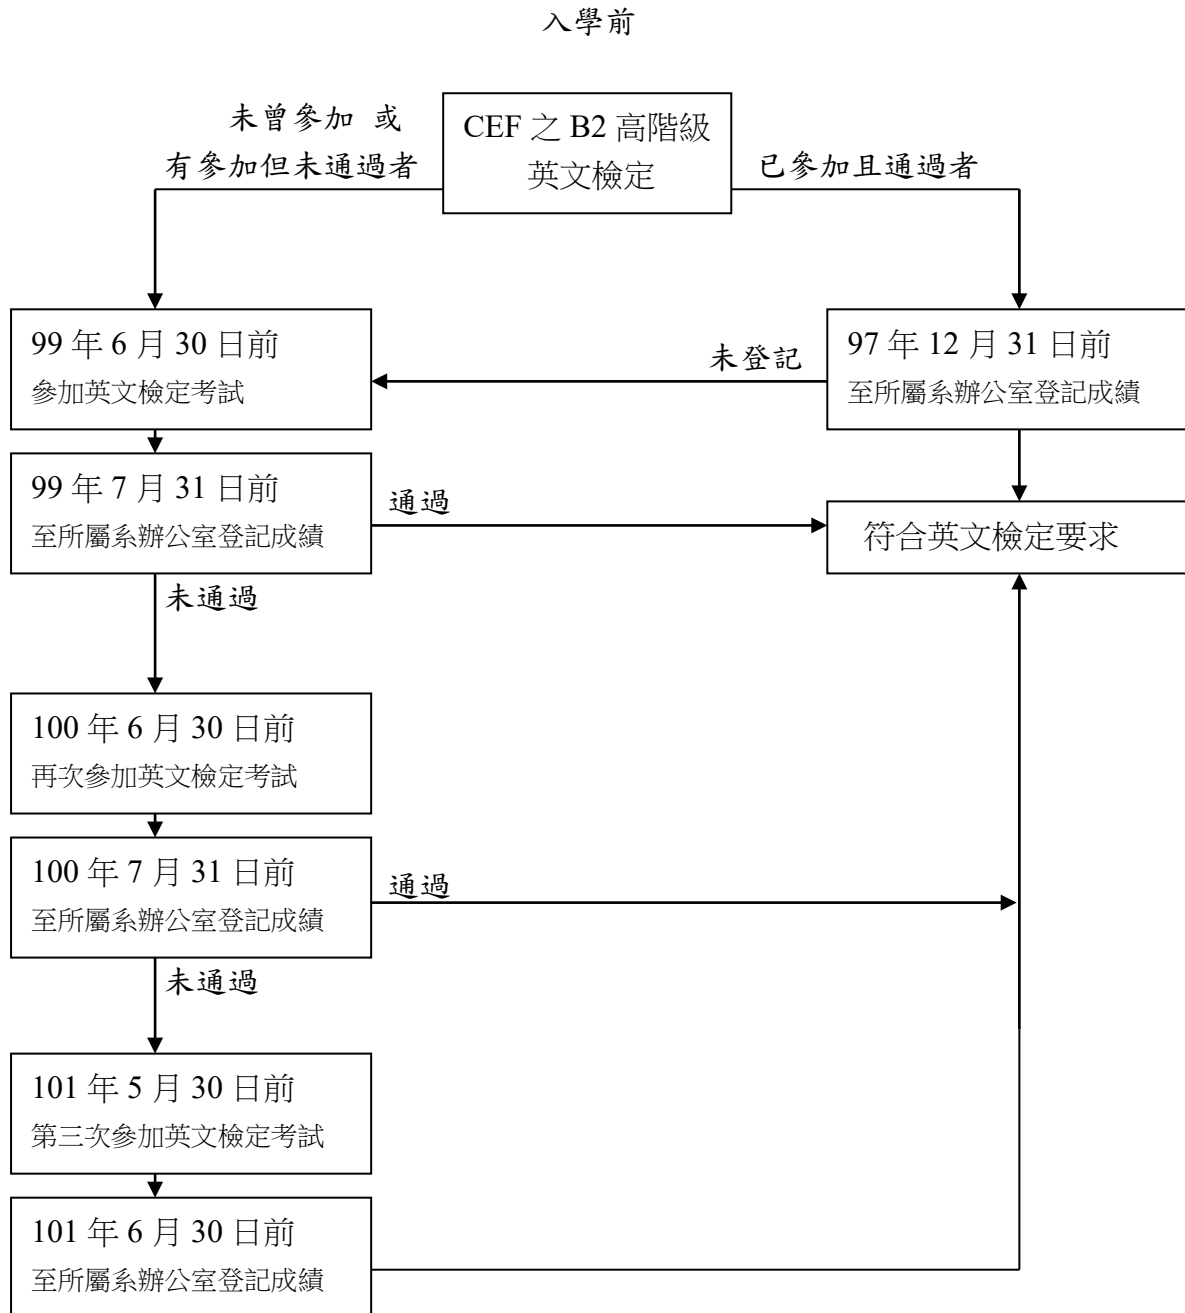 入學前
未曾參加 或
有參加但未通過者
CEF 之 B2 高階級
英文檢定
已參加且通過者
99 年 6 月 30 日前
參加英文檢定考試
未登記
97 年 12 月 31 日前
至所屬系辦公室登記成績
99 年 7 月 31 日前
至所屬系辦公室登記成績
通過
符合英文檢定要求
未通過
100 年 6 月 30 日前
再次參加英文檢定考試
100 年 7 月 31 日前
至所屬系辦公室登記成績
通過
未通過
101 年 5 月 30 日前
第三次參加英文檢定考試
101 年 6 月 30 日前
至所屬系辦公室登記成績